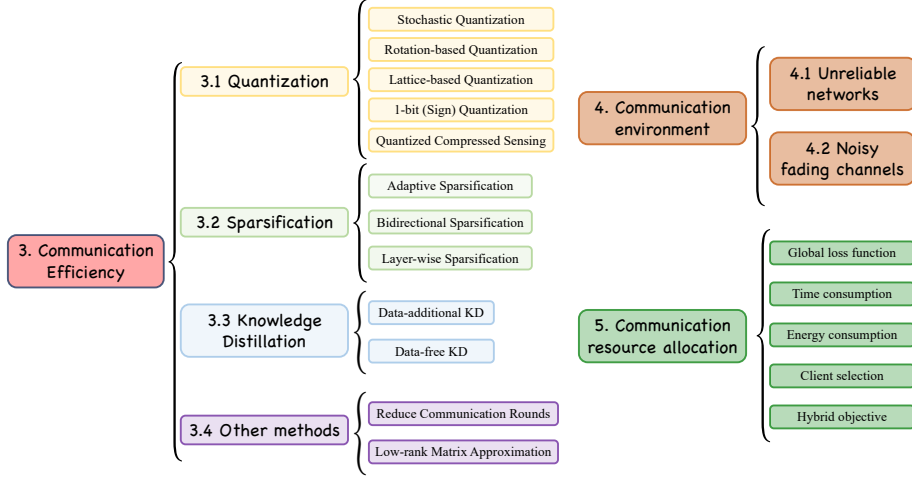 3. Communication
Efficiency
3.1 Quantization
Stochastic Quantization
Rotation-based Quantization
Lattice-based Quantization
1-bit (Sign) Quantization
Quantized Compressed Sensing
3.2 Sparsification
Adaptive Sparsification
Bidirectional Sparsification
Layer-wise Sparsification
3.3 Knowledge
Distillation
Data-additional KD
Data-free KD
3.4 Other methods
Reduce Communication Rounds
Low-rank Matrix Approximation
4. Communication
environment
4.1 Unreliable
networks
4.2 Noisy
fading channels
5. Communication
resource allocation
Global loss function
Time consumption
Energy consumption
Client selection
Hybrid objective